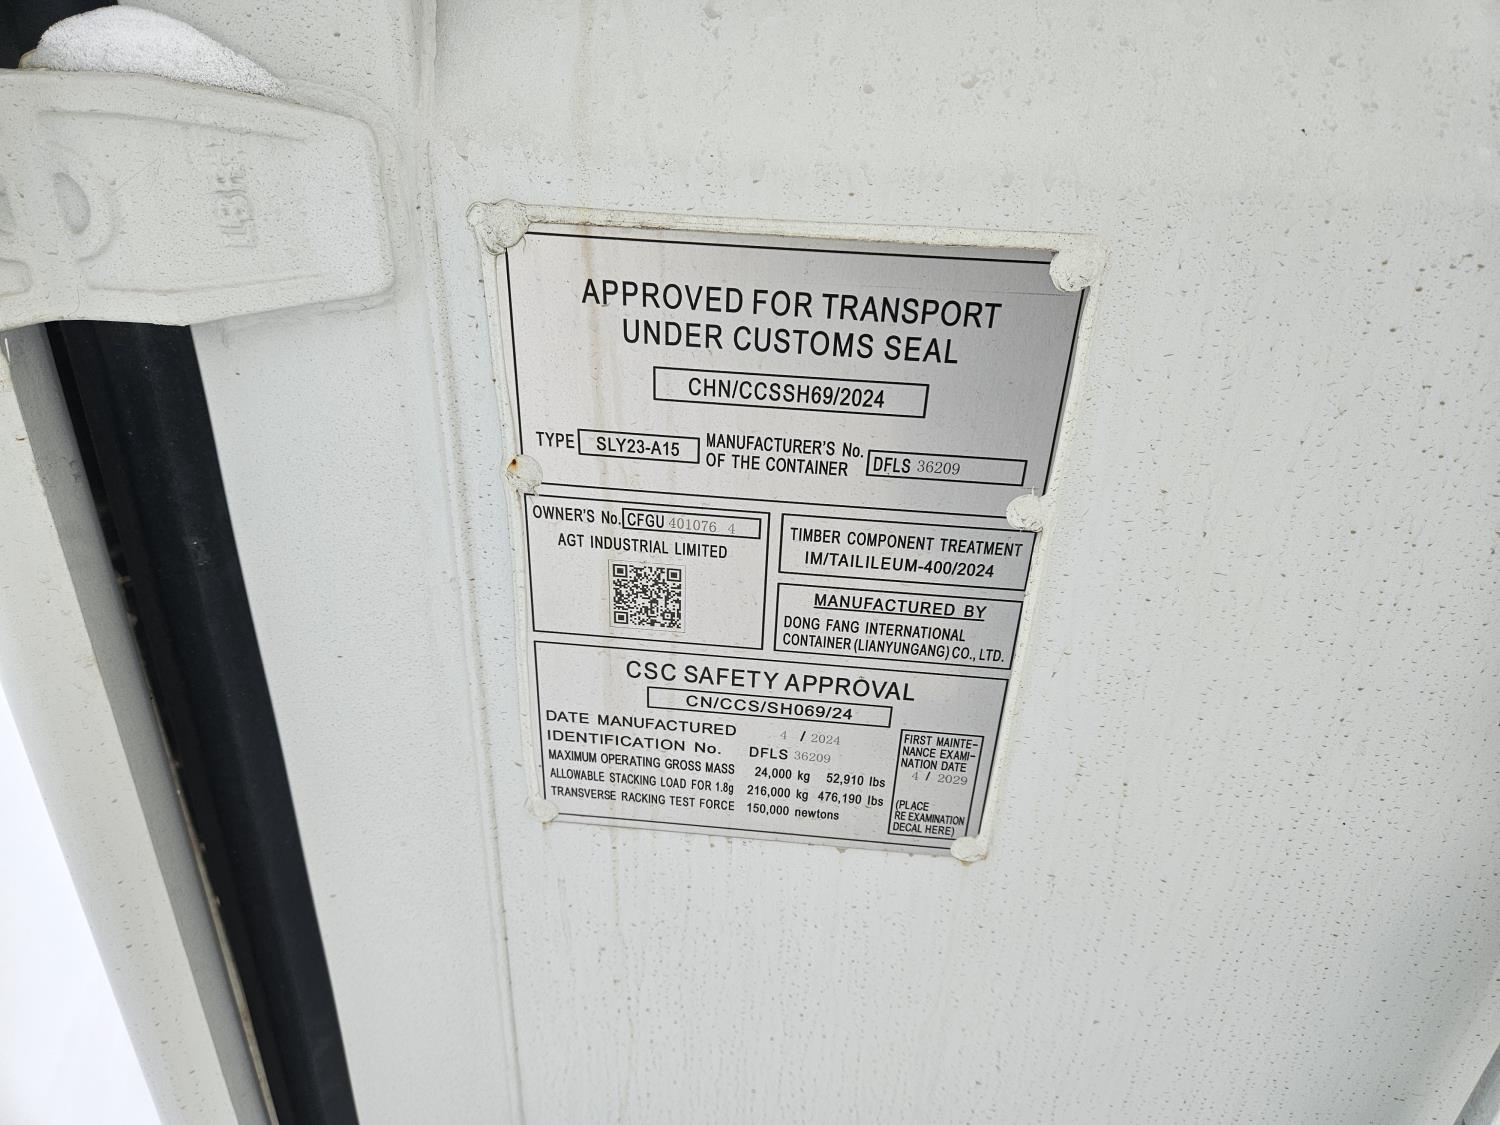 APPROVED FOR TRANSPORT
UNDER CUSTOMS SEAL
CHN/CCSSH69/2024
TYPE SLY23-A15 MANUFACTURER'S No. OF THE CONTAINER DFLS 36209
OWNER'S No. CFGU 401076 4
AGT INDUSTRIAL LIMITED
TIMBER COMPONENT TREATMENT
IM/TAILILEUM-400/2024
MANUFACTURED BY
DONG FANG INTERNATIONAL
CONTAINER (LIANYUNGANG) CO., LTD.
CSC SAFETY APPROVAL
CN/CCS/SH069/24
DATE MANUFACTURED 4 / 2024
IDENTIFICATION No. DFLS 36209
MAXIMUM OPERATING GROSS MASS 24,000 kg 52,910 lbs
ALLOWABLE STACKING LOAD FOR 1.8g 216,000 kg 476,190 lbs
TRANSVERSE RACKING TEST FORCE 150,000 newtons
FIRST MAINTE-
NANCE EXAMI-
NATION DATE
4 / 2029
(PLACE
RE EXAMINATION
DECAL HERE)